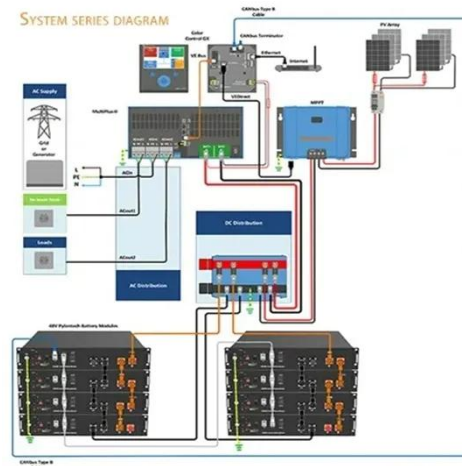 SYSTEM SERIES DIAGRAM
CANbus Type B
Cable
Color
Control GX
CANbus Terminator
PV Array
VE Bus
Ethernet
Internet
AC Supply
VE.Direct
MultiPlus-II
MPPT
Grid
or
Generator
L
PE
N
ACin
ACout1
Loads
DC Distribution
ACout2
AC Distribution
48V Pylontech Battery Modules
CANbus Type B